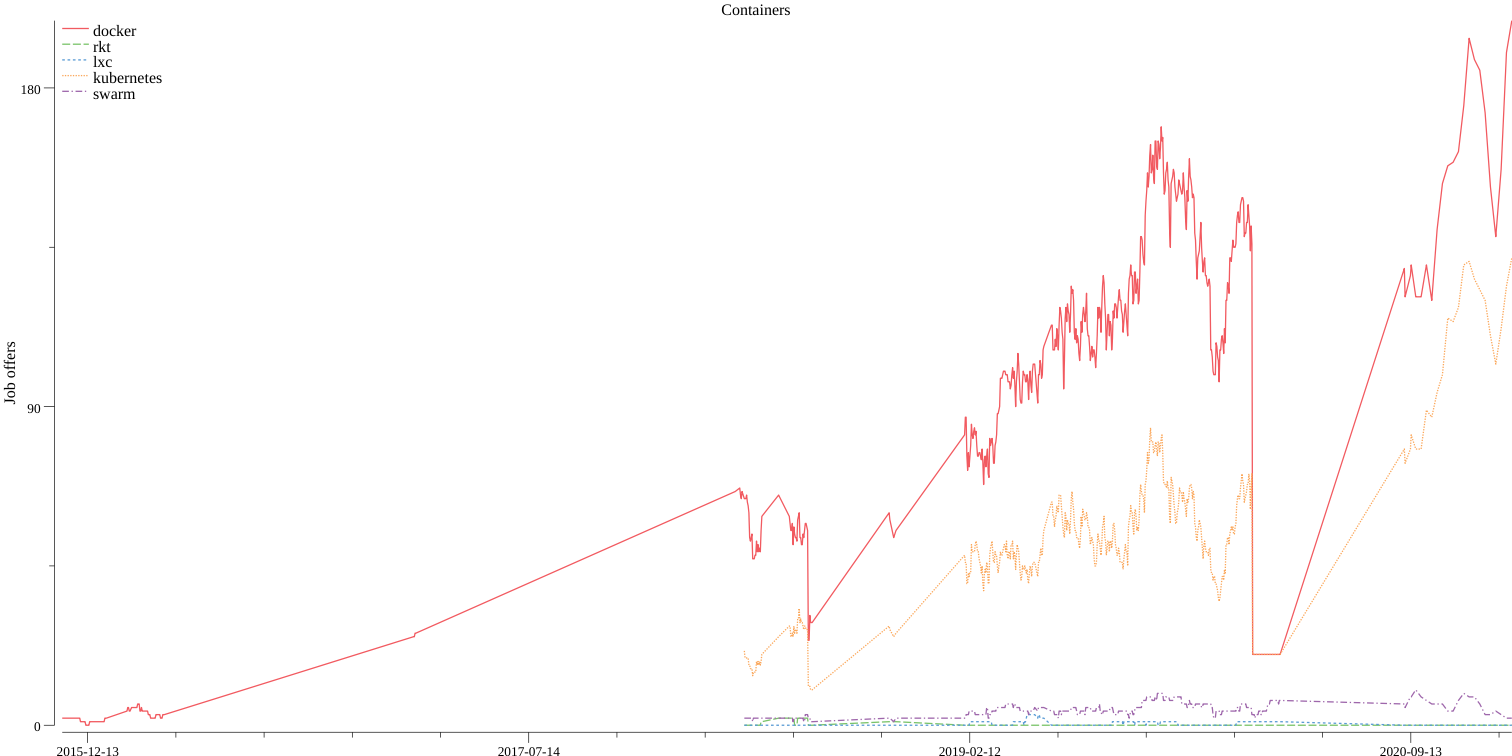 Containers
docker
rkt
lxc
kubernetes
swarm
180
90
0
Job offers
2015-12-13
2017-07-14
2019-02-12
2020-09-13